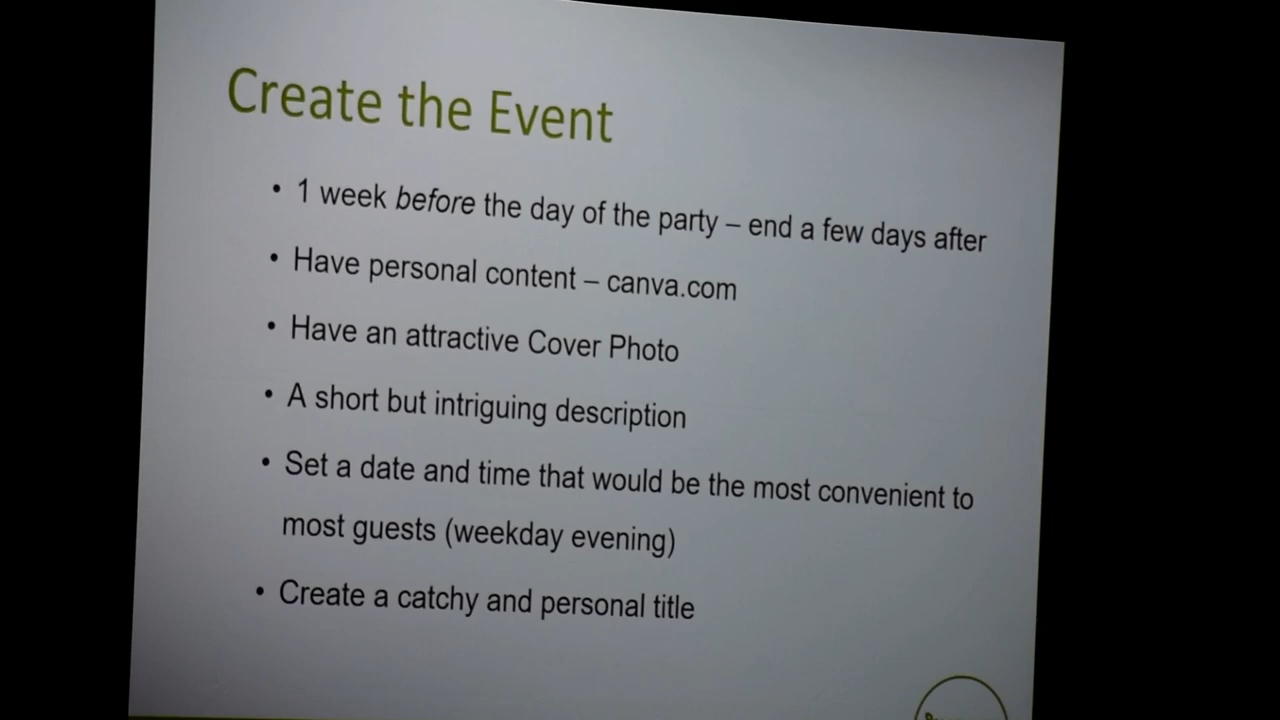 Create the Event
• 1 week before the day of the party – end a few days after
• Have personal content – canva.com
• Have an attractive Cover Photo
• A short but intriguing description
• Set a date and time that would be the most convenient to
most guests (weekday evening)
• Create a catchy and personal title